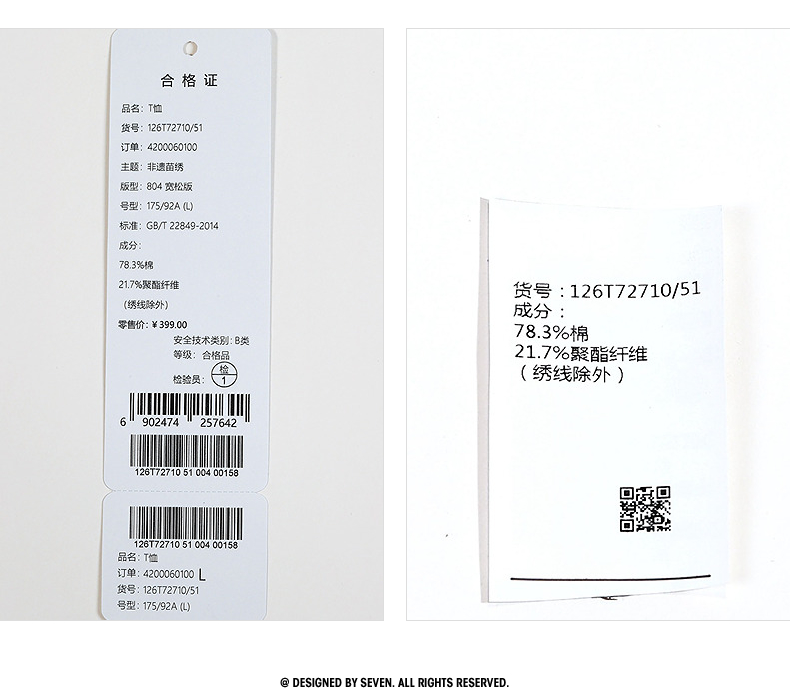 合格证
品名：T恤
货号：126T72710/51
订单：4200060100
主题：非遗苗绣
版型：804 宽松版
号型：175/92A (L)
标准：GB/T 22849-2014
成分：
78.3%棉
21.7%聚酯纤维
（绣线除外）
零售价：¥399.00
安全技术类别：B类
等级：合格品
检验员：检 1
6 902474 257642
126T72710 51 004 00158
126T72710 51 004 00158
品名：T恤
订单：4200060100 L
货号：126T72710/51
号型：175/92A (L)
货号：126T72710/51
成分：
78.3%棉
21.7%聚酯纤维
（绣线除外）
@ DESIGNED BY SEVEN. ALL RIGHTS RESERVED.